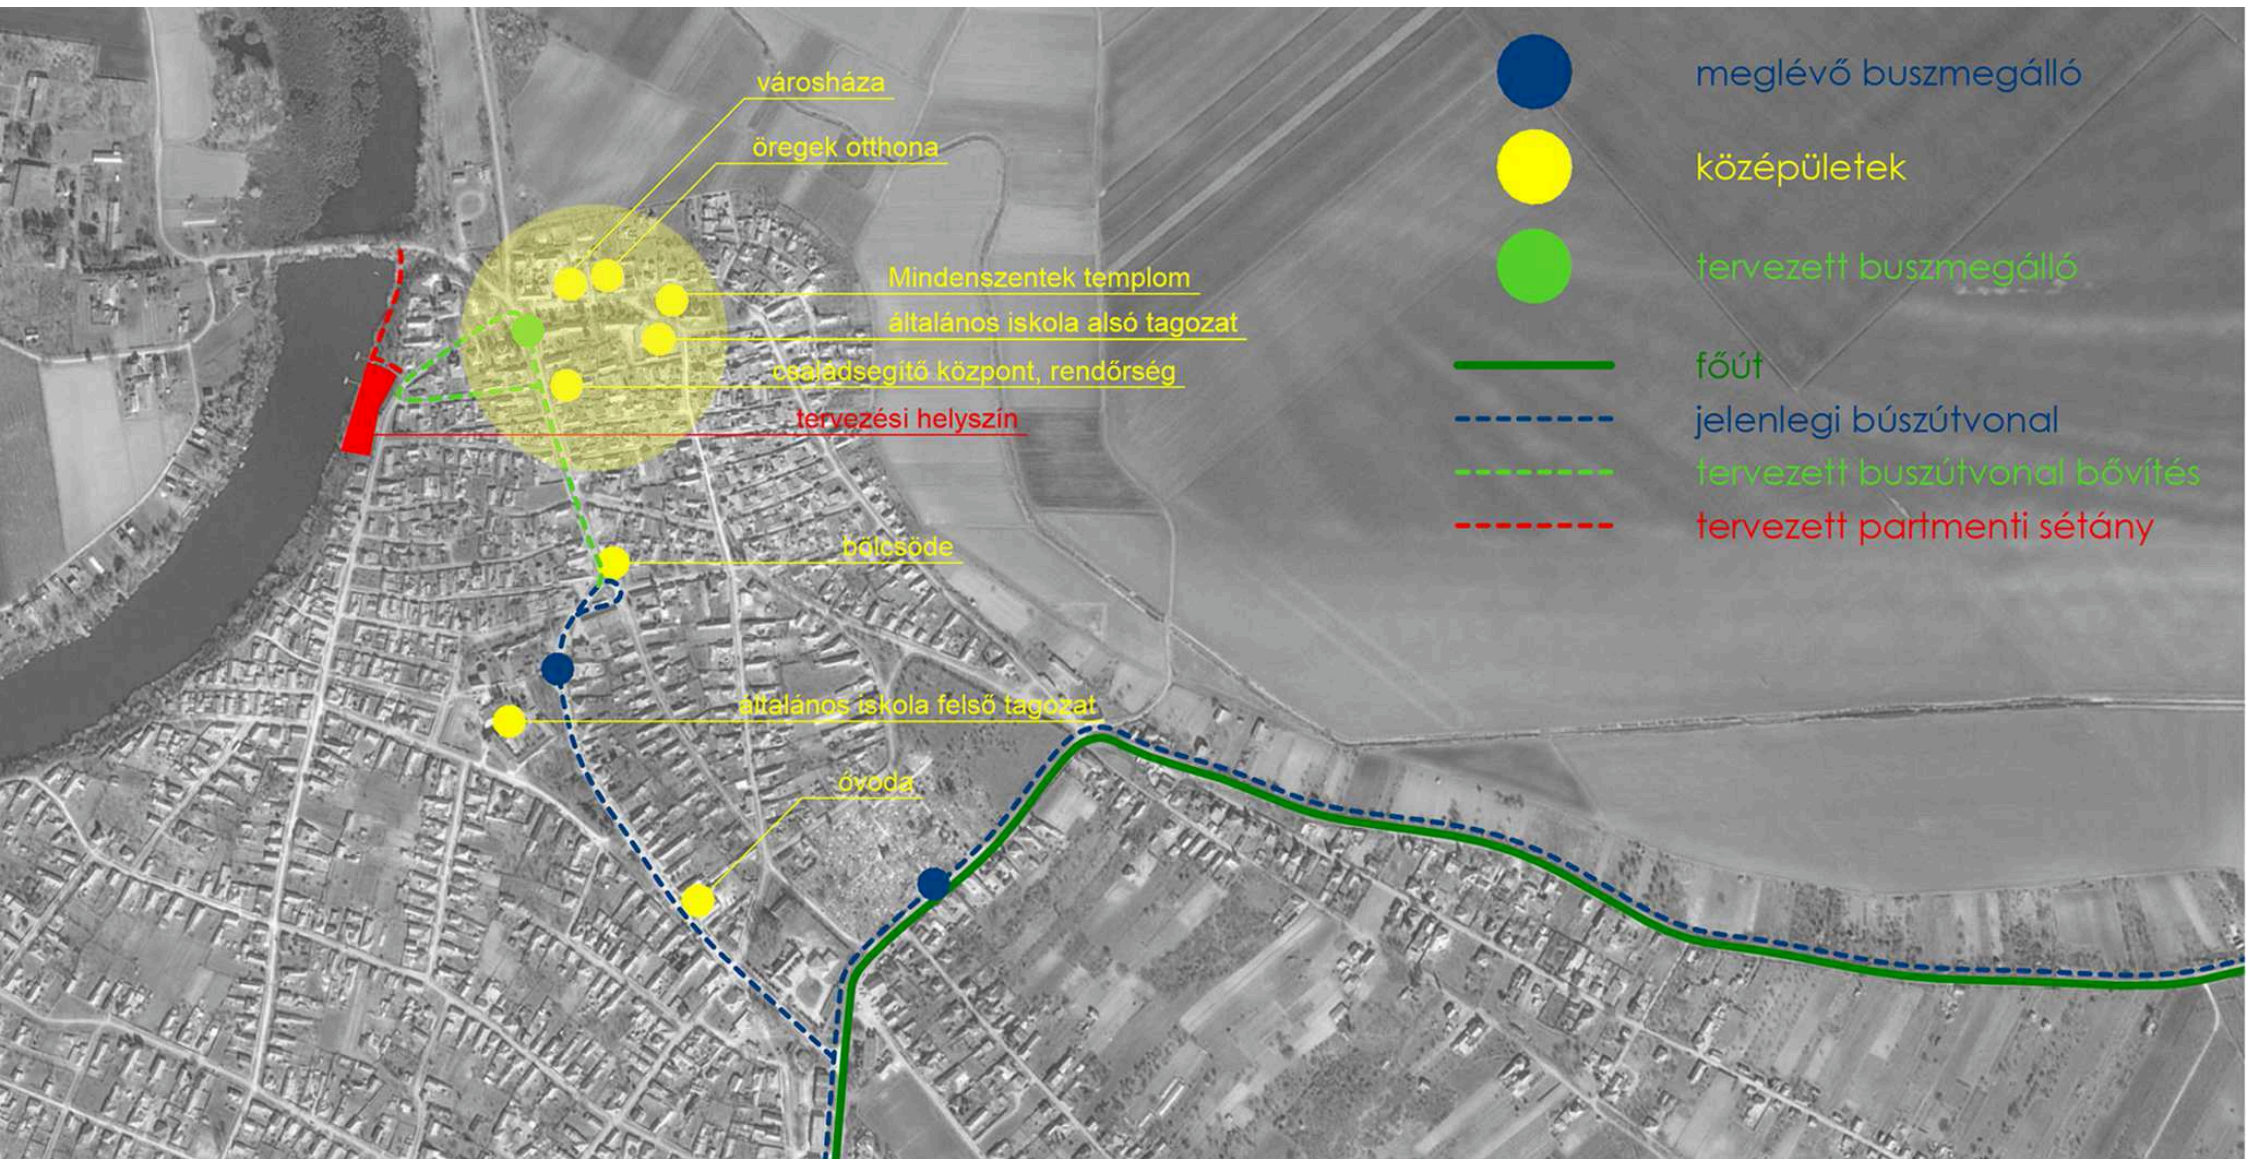 városháza
öregek otthona
Mindenszentek templom
általános iskola alsó tagozat
családsegítő központ, rendőrség
tervezési helyszín
bölcsöde
általános iskola felső tagozat
óvoda
meglévő buszmegálló
középületek
tervezett buszmegálló
főút
jelenlegi búszútvonal
tervezett buszútvonal bővítés
tervezett partmenti sétány